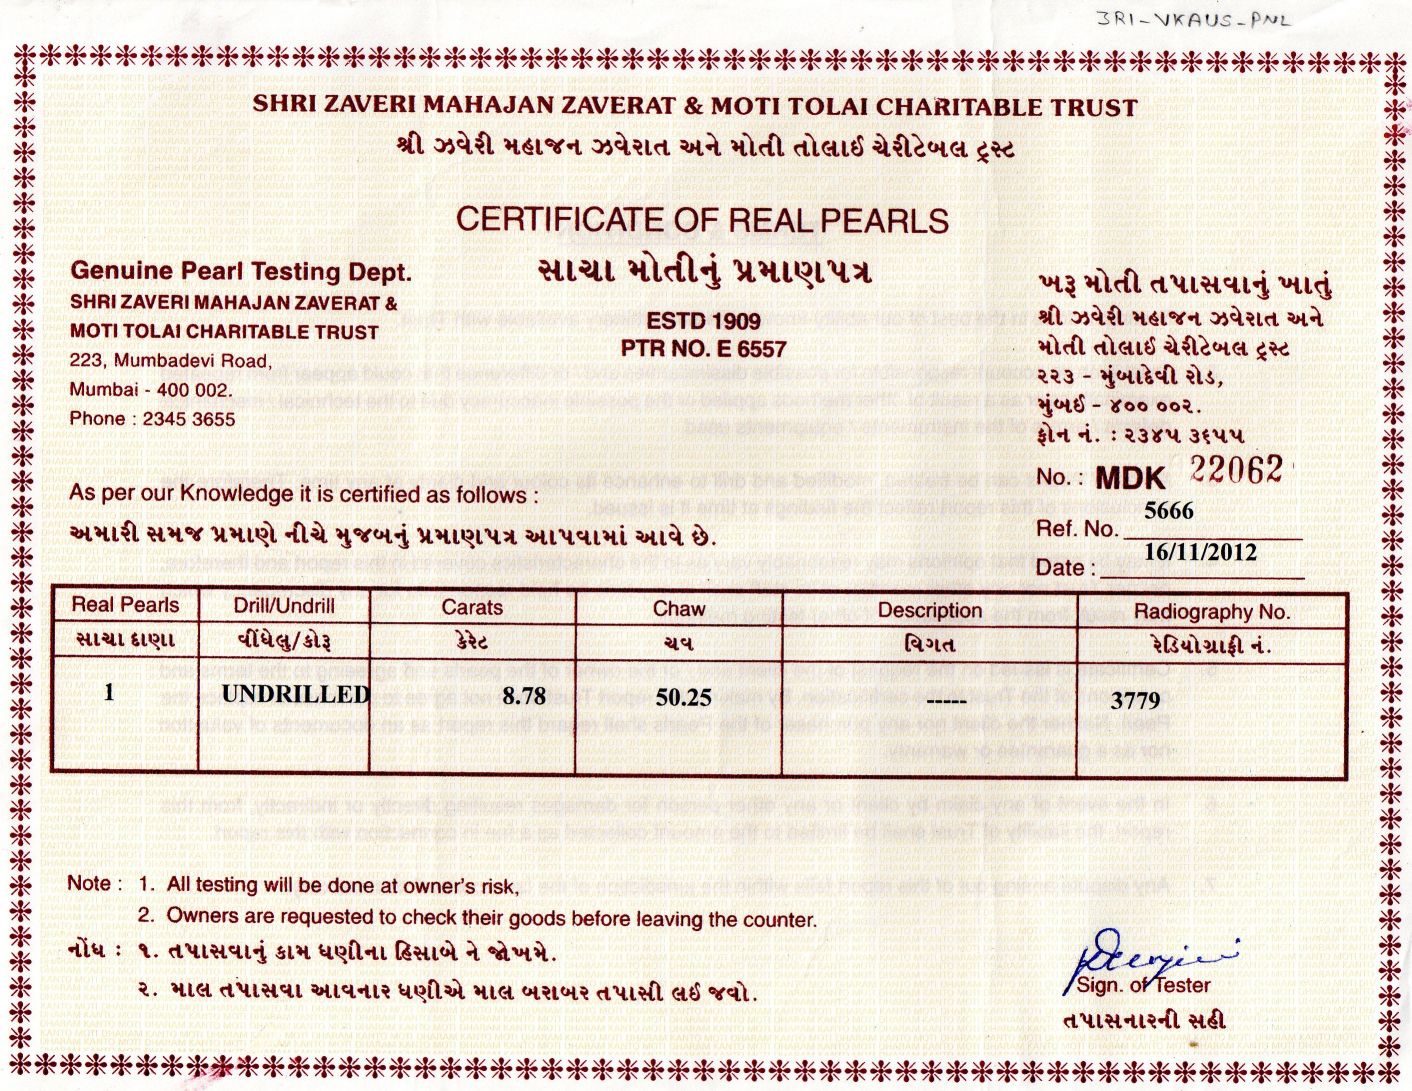 3RI-VKAUS-PNL
SHRI ZAVERI MAHAJAN ZAVERAT & MOTI TOLAI CHARITABLE TRUST
શ્રી ઝવેરી મહાજન ઝવેરાત અને મોતી તોલાઈ ચેરીટેબલ ટ્રસ્ટ
CERTIFICATE OF REAL PEARLS
સાચા મોતીનું પ્રમાણપત્ર
ESTD 1909
PTR NO. E 6557
Genuine Pearl Testing Dept.
SHRI ZAVERI MAHAJAN ZAVERAT &
MOTI TOLAI CHARITABLE TRUST
223, Mumbadevi Road,
Mumbai - 400 002.
Phone : 2345 3655
ખરૂ મોતી તપાસવાનું ખાતું
શ્રી ઝવેરી મહાજન ઝવેરાત અને
મોતી તોલાઈ ચેરીટેબલ ટ્રસ્ટ
૨૨૩ - મુંબાદેવી રોડ,
મુંબઈ - ૪૦૦ ૦૦૨.
ફોન નં. : ૨૩૪૫ ૩૬૫૫
No. : MDK 22062
Ref. No. 5666
Date : 16/11/2012
As per our Knowledge it is certified as follows :
અમારી સમજ પ્રમાણે નીચે મુજબનું પ્રમાણપત્ર આપવામાં આવે છે.
Real Pearls Drill/Undrill Carats Chaw Description Radiography No.
સાચા દાણા વીંધેલુ/કોરૂ કેરેટ ચવ વિગત રેડિયોગ્રાફી નં.
1 UNDRILLED 8.78 50.25 ----- 3779
Note : 1. All testing will be done at owner's risk,
2. Owners are requested to check their goods before leaving the counter.
નોંધ : ૧. તપાસવાનું કામ ધણીના હિસાબે ને જોખમે.
૨. માલ તપાસવા આવનાર ધણીએ માલ બરાબર તપાસી લઈ જવો.
Sign. of Tester
તપાસનારની સહી